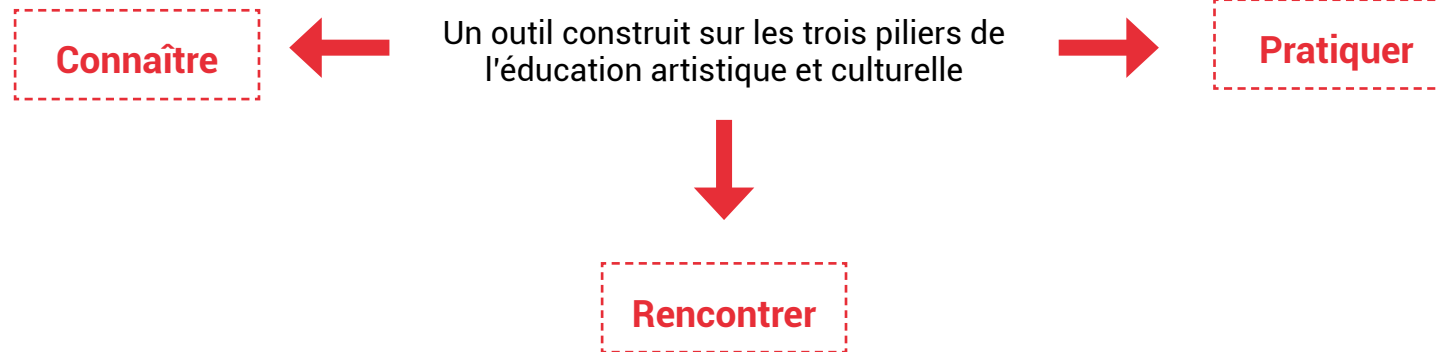 Connaître
Un outil construit sur les trois piliers de
l'éducation artistique et culturelle
Pratiquer
Rencontrer